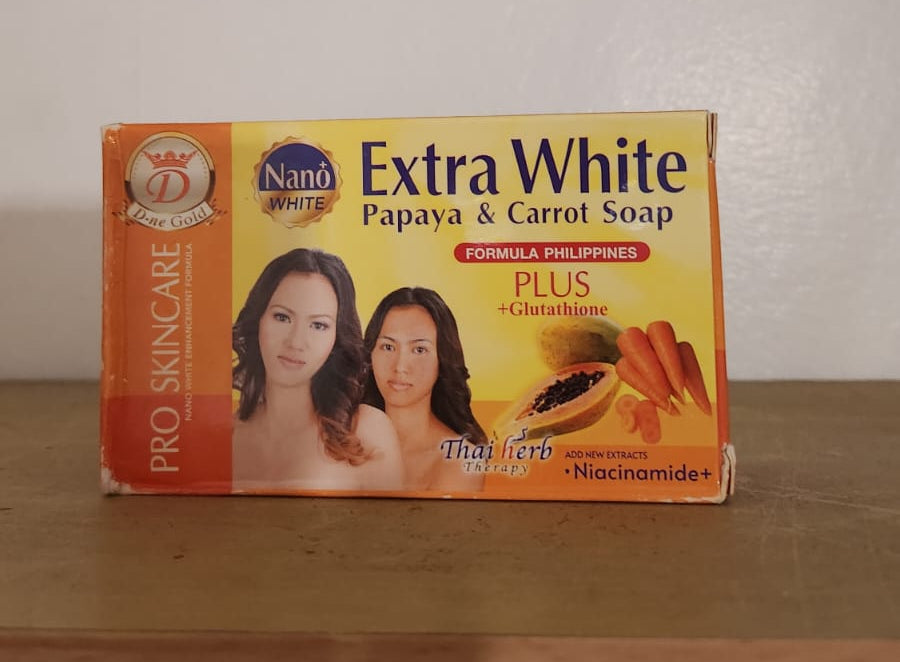 D
D-ne Gold
PRO SKINCARE
NANO WHITE ENHANCEMENT FORMULA
Nano+
WHITE
Extra White
Papaya & Carrot Soap
FORMULA PHILIPPINES
PLUS
+Glutathione
Thai herb
Therapy
ADD NEW EXTRACTS
•Niacinamide+